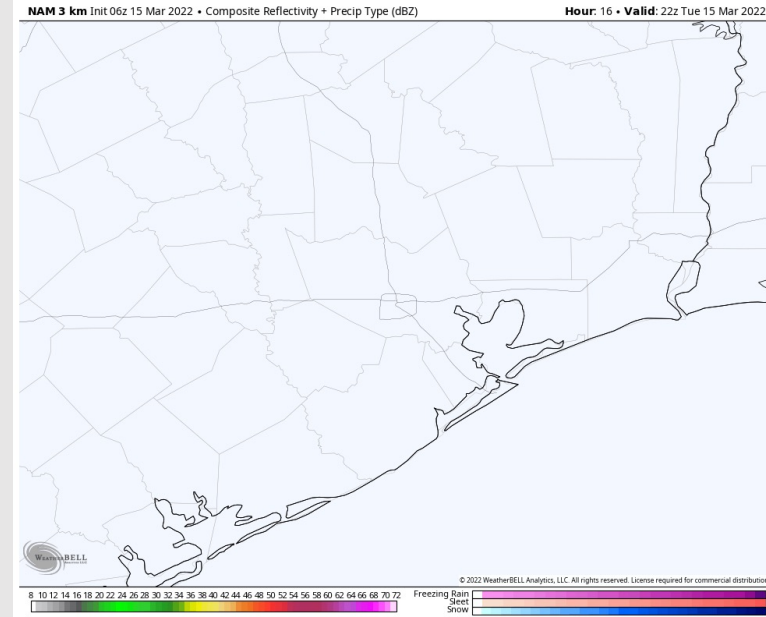 NAM 3 km Init 06z 15 Mar 2022 • Composite Reflectivity + Precip Type (dBZ) Hour: 16 • Valid: 22z Tue 15 Mar 2022
WEATHERBELL
© 2022 WeatherBELL Analytics, LLC. All rights reserved. License required for commercial distribution
8 10 12 14 16 18 20 22 24 26 28 30 32 34 36 38 40 42 44 46 48 50 52 54 56 58 60 62 64 66 68 70 72
Freezing Rain
Sleet
Snow